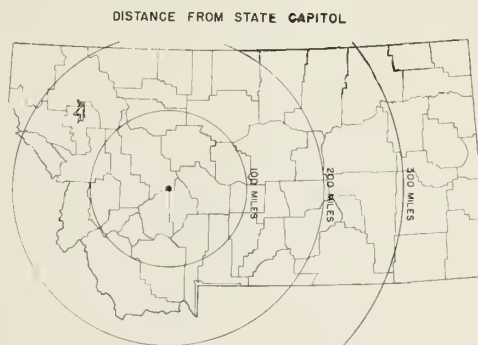 DISTANCE FROM STATE CAPITOL
100 MILES
200 MILES
300 MILES